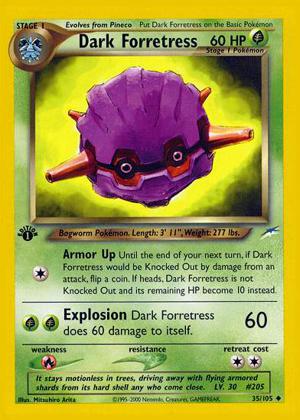 STAGE 1 Evolves from Pineco Put Dark Forretress on the Basic Pokémon
Dark Forretress 60 HP
Stage 1 Pokémon
Bagworm Pokémon. Length: 3' 11", Weight: 277 lbs.
EDITION 1
Armor Up Until the end of your next turn, if Dark
Forretress would be Knocked Out by damage from an
attack, flip a coin. If heads, Dark Forretress is not
Knocked Out and its remaining HP become 10 instead.
Explosion Dark Forretress 60
does 60 damage to itself.
weakness resistance retreat cost
It stays motionless in trees, driving away with flying armored
shards from its hard shell any who come close. LV. 30 #205
Illus. Mitsuhiro Arita ©1995-2000 Nintendo, Creatures, GAMEFREAK. 35/105